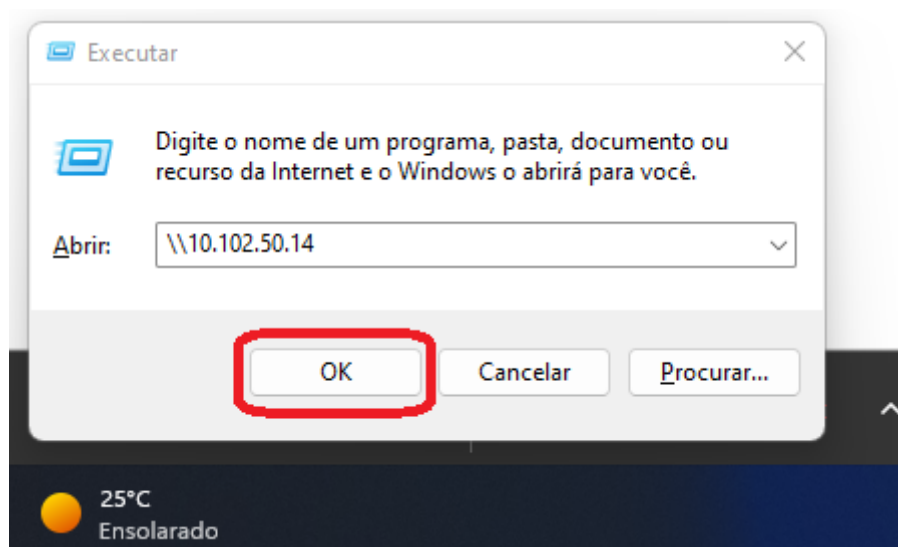 Executar
Digite o nome de um programa, pasta, documento ou
recurso da Internet e o Windows o abrirá para você.
Abrir: \\10.102.50.14
OK Cancelar Procurar...
25°C
Ensolarado